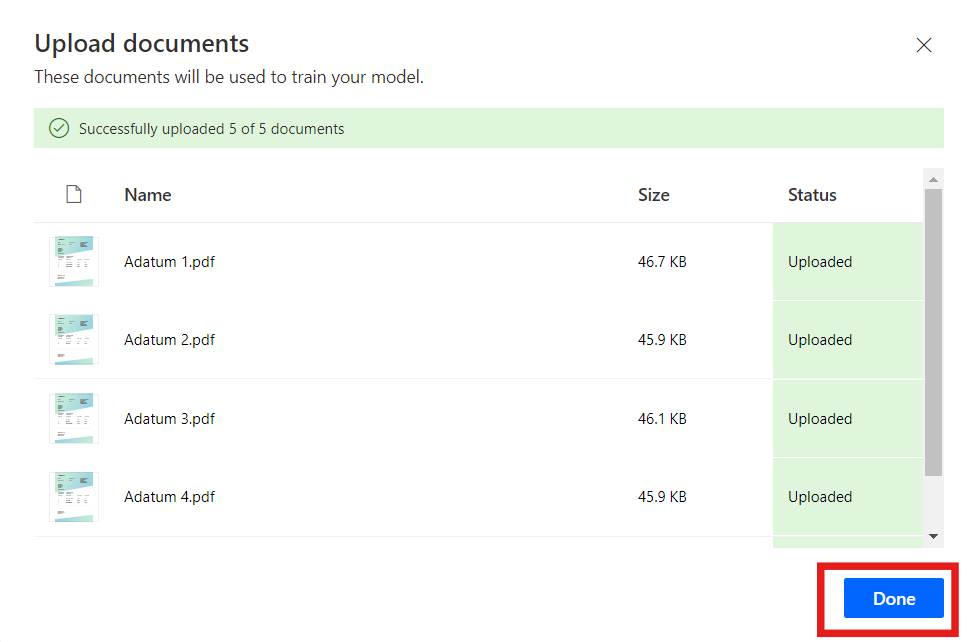 Upload documents
These documents will be used to train your model.
Successfully uploaded 5 of 5 documents
Name Size Status
Adatum 1.pdf 46.7 KB Uploaded
Adatum 2.pdf 45.9 KB Uploaded
Adatum 3.pdf 46.1 KB Uploaded
Adatum 4.pdf 45.9 KB Uploaded
Done